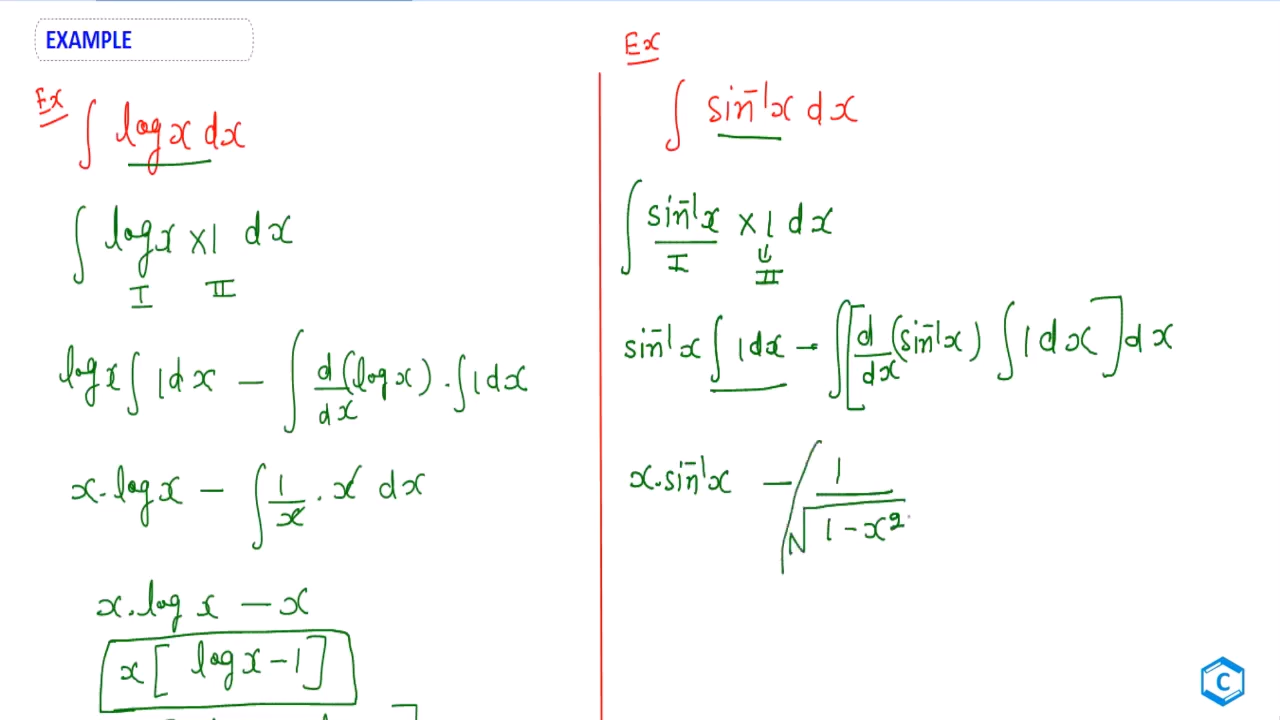 EXAMPLE
Ex
∫ log x dx
∫ log x × 1 dx
I II
log x ∫ 1 dx − ∫ d/dx (log x) · ∫ 1 dx
x · log x − ∫ 1/x · x dx
x · log x − x
x [ log x − 1 ]
Ex
∫ sin⁻¹x dx
∫ sin⁻¹x × 1 dx
I II
sin⁻¹x ∫ 1 dx − ∫ [ d/dx (sin⁻¹x) ∫ 1 dx ] dx
x · sin⁻¹x − ∫ 1/√(1 − x²)
C